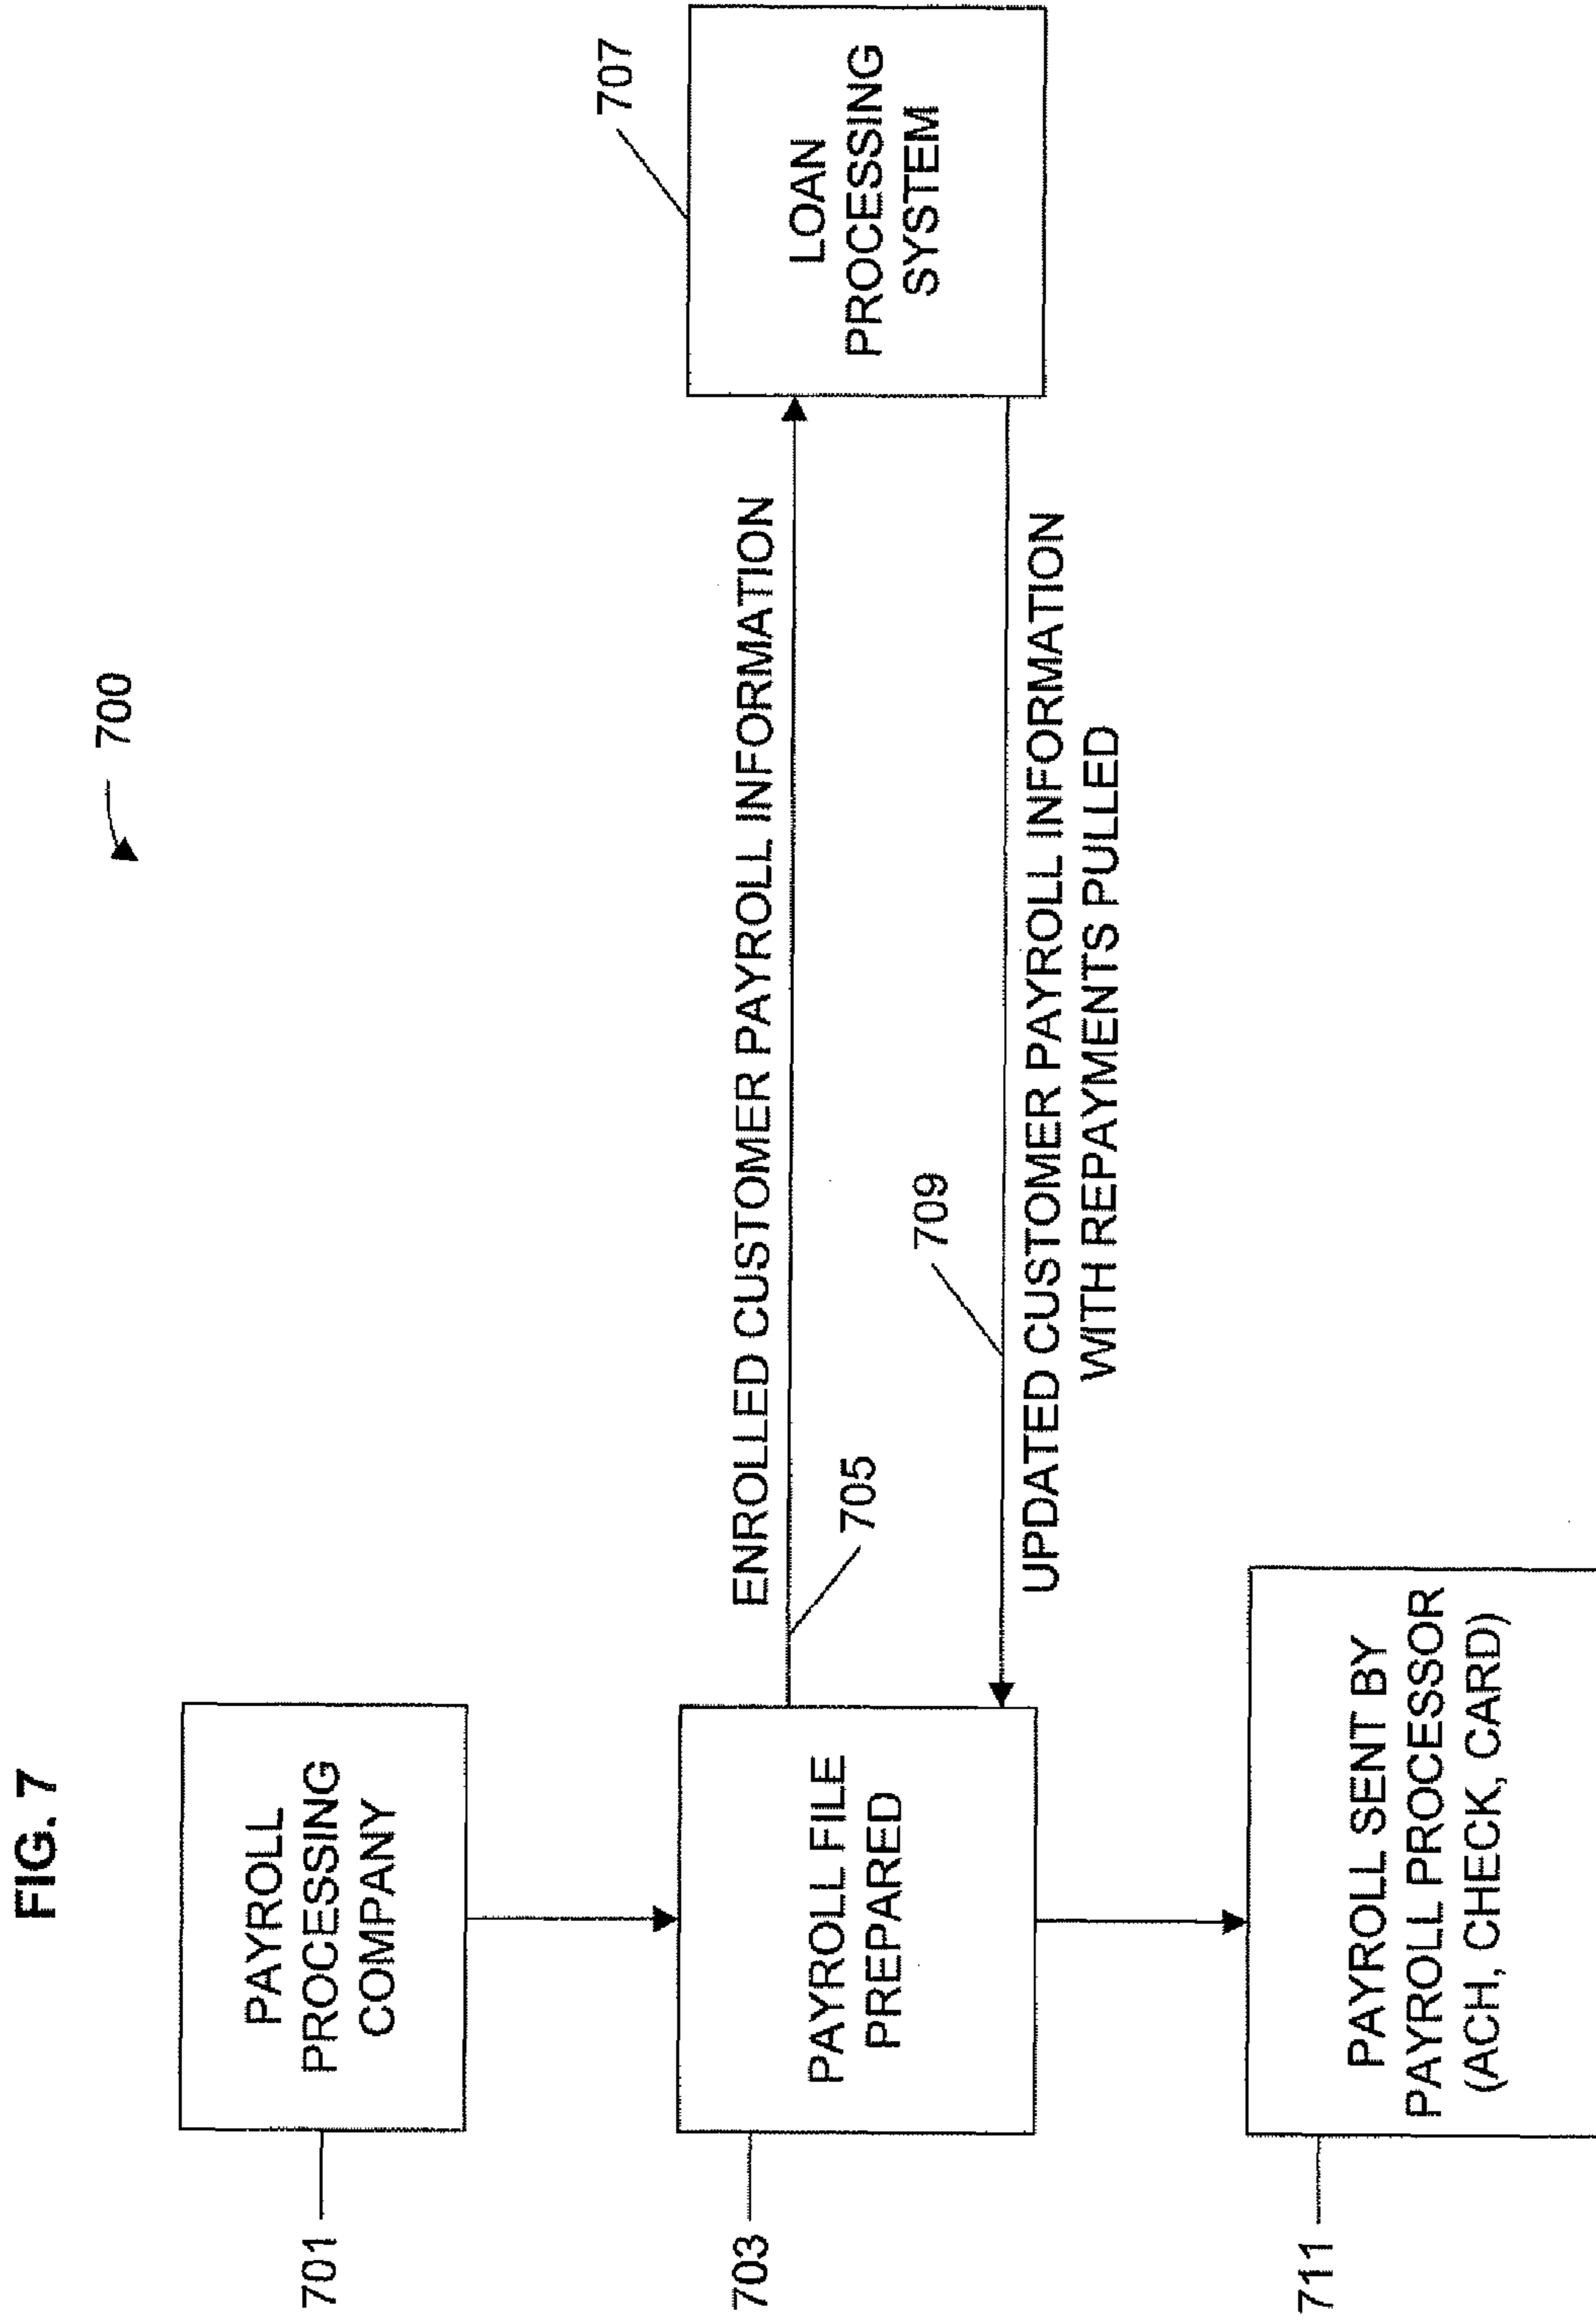 FIG. 7
700
701
PAYROLL
PROCESSING
COMPANY
703
PAYROLL FILE
PREPARED
705
ENROLLED CUSTOMER PAYROLL INFORMATION
707
LOAN
PROCESSING
SYSTEM
709
UPDATED CUSTOMER PAYROLL INFORMATION
WITH REPAYMENTS PULLED
711
PAYROLL SENT BY
PAYROLL PROCESSOR
(ACH, CHECK, CARD)